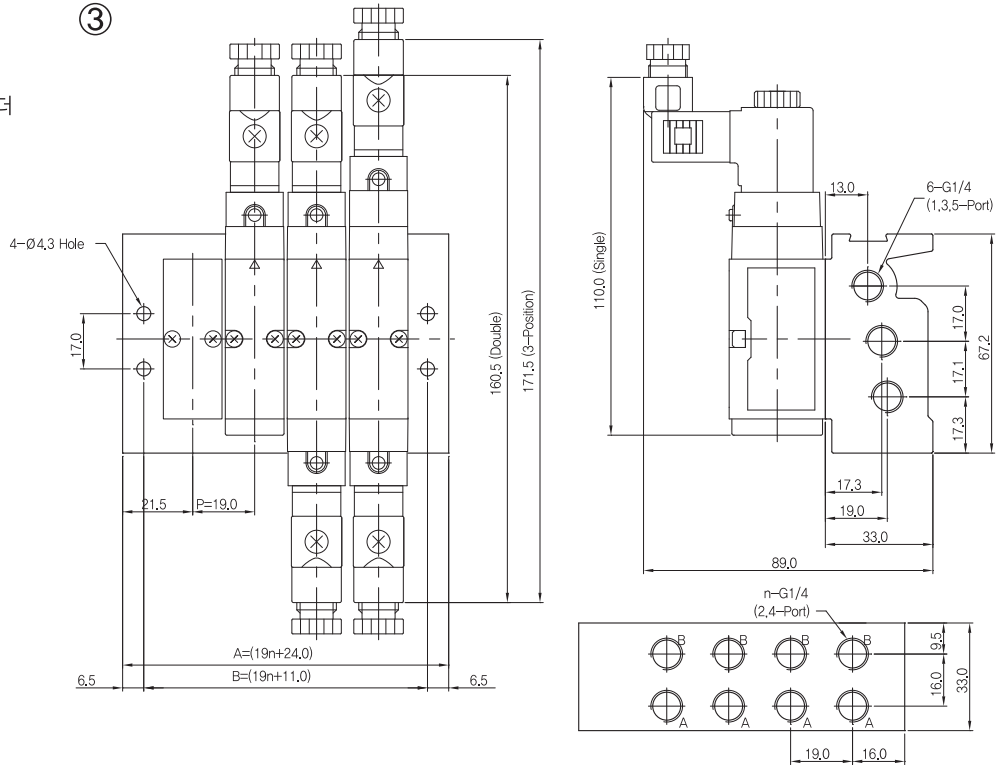 ③
더
4-Ø4.3 Hole
17.0
21.5
P=19.0
160.5 (Double)
171.5 (3-Position)
A=(19n+24.0)
B=(19n+11.0)
6.5
6.5
110.0 (Single)
13.0
6-G1/4
(1,3,5-Port)
17.0
17.1
17.3
67.2
17.3
19.0
33.0
89.0
n-G1/4
(2,4-Port)
B B B B
A A A A
9.5
16.0
33.0
19.0
16.0